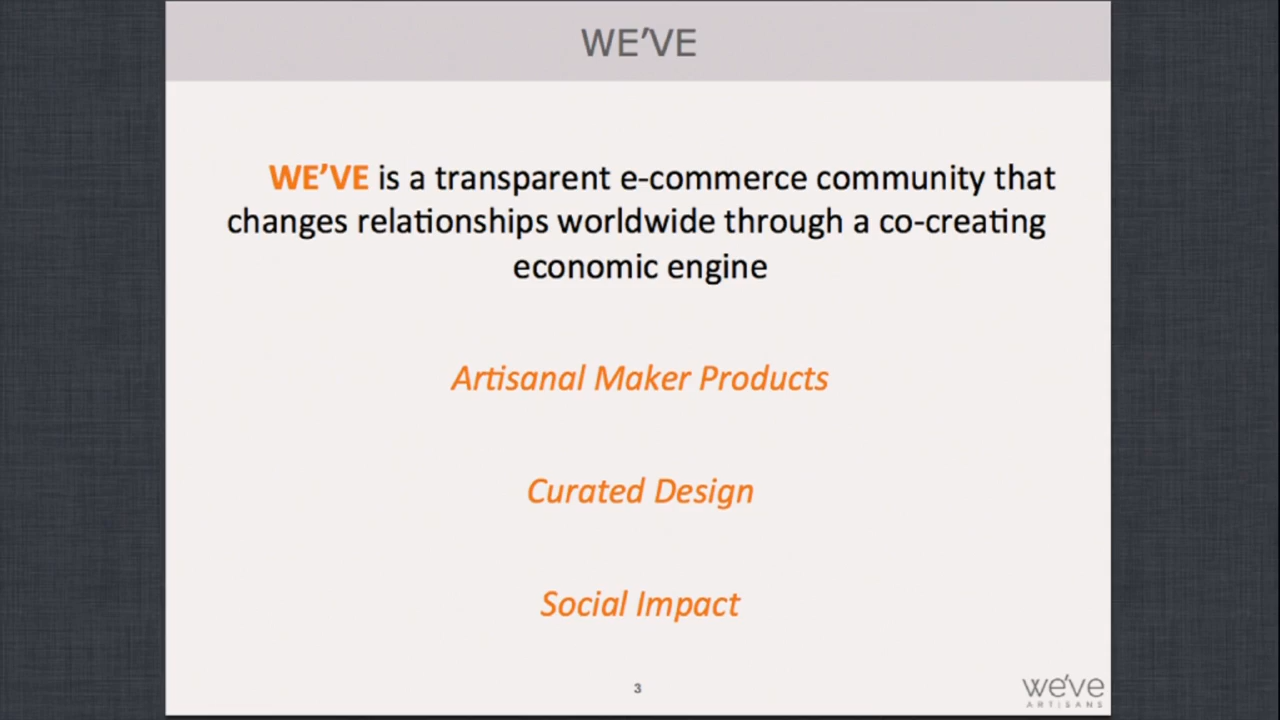 WE'VE
WE'VE is a transparent e-commerce community that
changes relationships worldwide through a co-creating
economic engine
Artisanal Maker Products
Curated Design
Social Impact
3
we've
ARTISANS